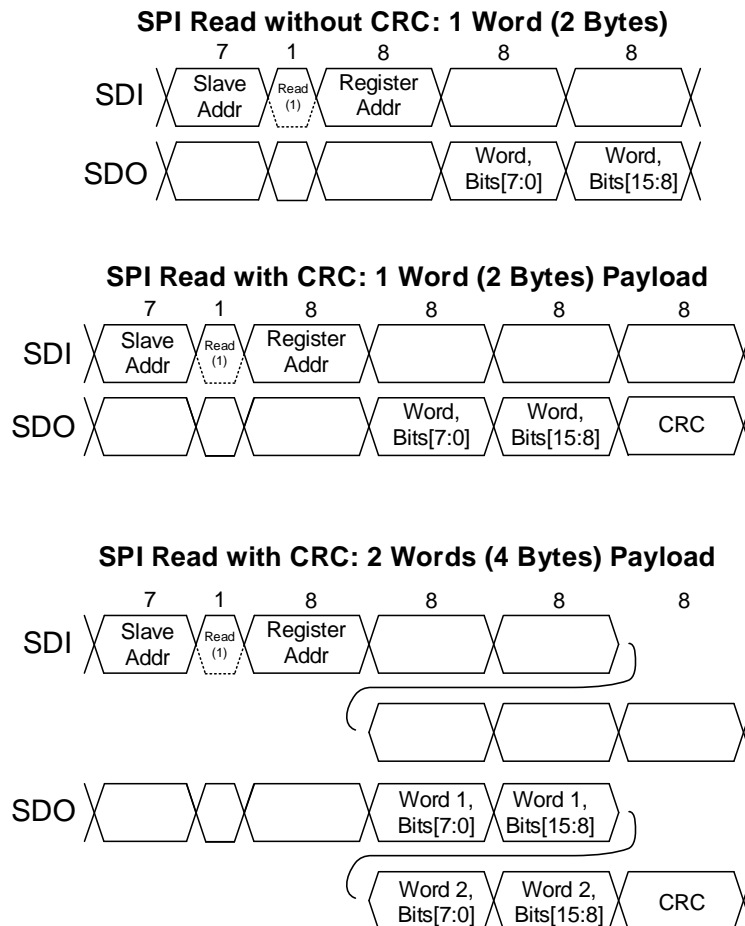 SPI Read without CRC: 1 Word (2 Bytes)
7 1 8 8 8
SDI Slave Addr Read (1) Register Addr
SDO Word, Bits[7:0] Word, Bits[15:8]
SPI Read with CRC: 1 Word (2 Bytes) Payload
7 1 8 8 8 8
SDI Slave Addr Read (1) Register Addr
SDO Word, Bits[7:0] Word, Bits[15:8] CRC
SPI Read with CRC: 2 Words (4 Bytes) Payload
7 1 8 8 8 8
SDI Slave Addr Read (1) Register Addr
SDO Word 1, Bits[7:0] Word 1, Bits[15:8]
Word 2, Bits[7:0] Word 2, Bits[15:8] CRC